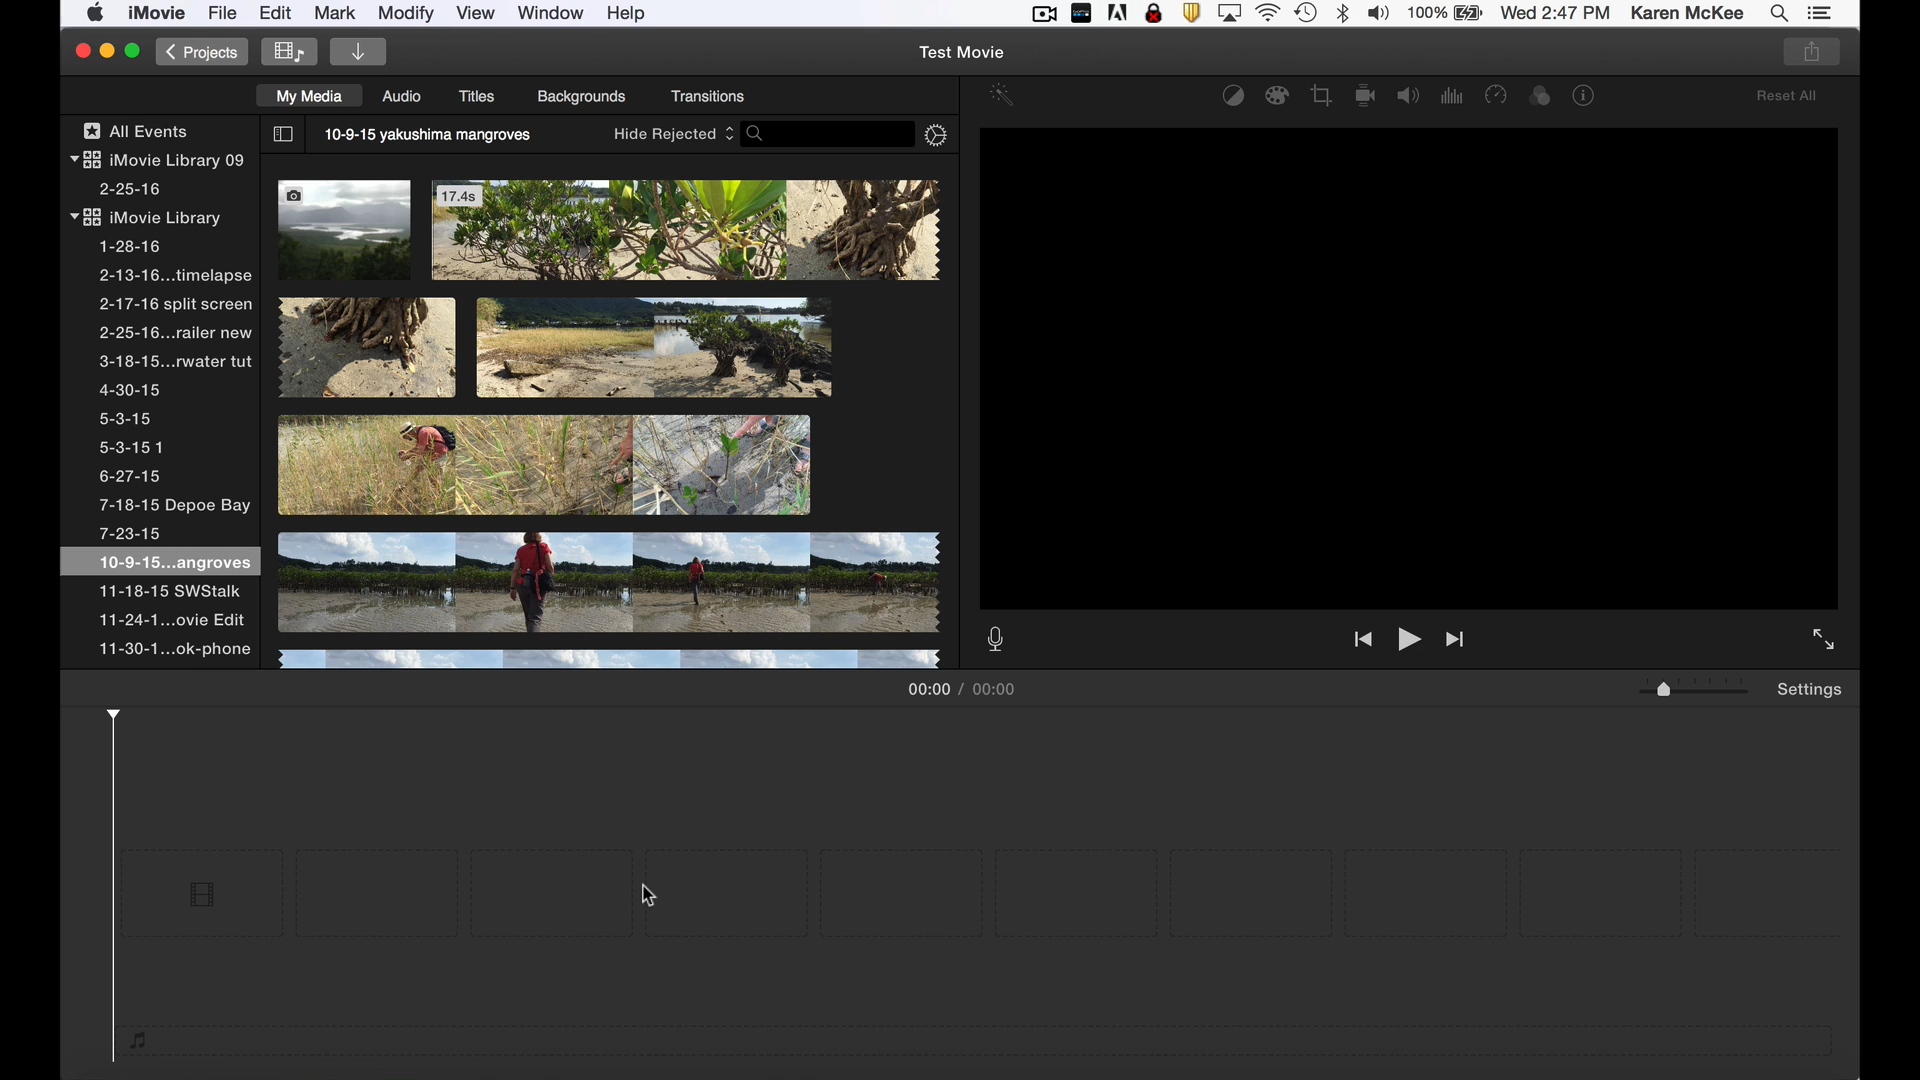 iMovie File Edit Mark Modify View Window Help 100% Wed 2:47 PM Karen McKee
Projects Test Movie
My Media Audio Titles Backgrounds Transitions Reset All
10-9-15 yakushima mangroves Hide Rejected
All Events
iMovie Library 09
2-25-16
iMovie Library
1-28-16
2-13-16...timelapse
2-17-16 split screen
2-25-16...railer new
3-18-15...rwater tut
4-30-15
5-3-15
5-3-15 1
6-27-15
7-18-15 Depoe Bay
7-23-15
10-9-15...angroves
11-18-15 SWStalk
11-24-1...ovie Edit
11-30-1...ok-phone
17.4s
00:00 / 00:00 Settings